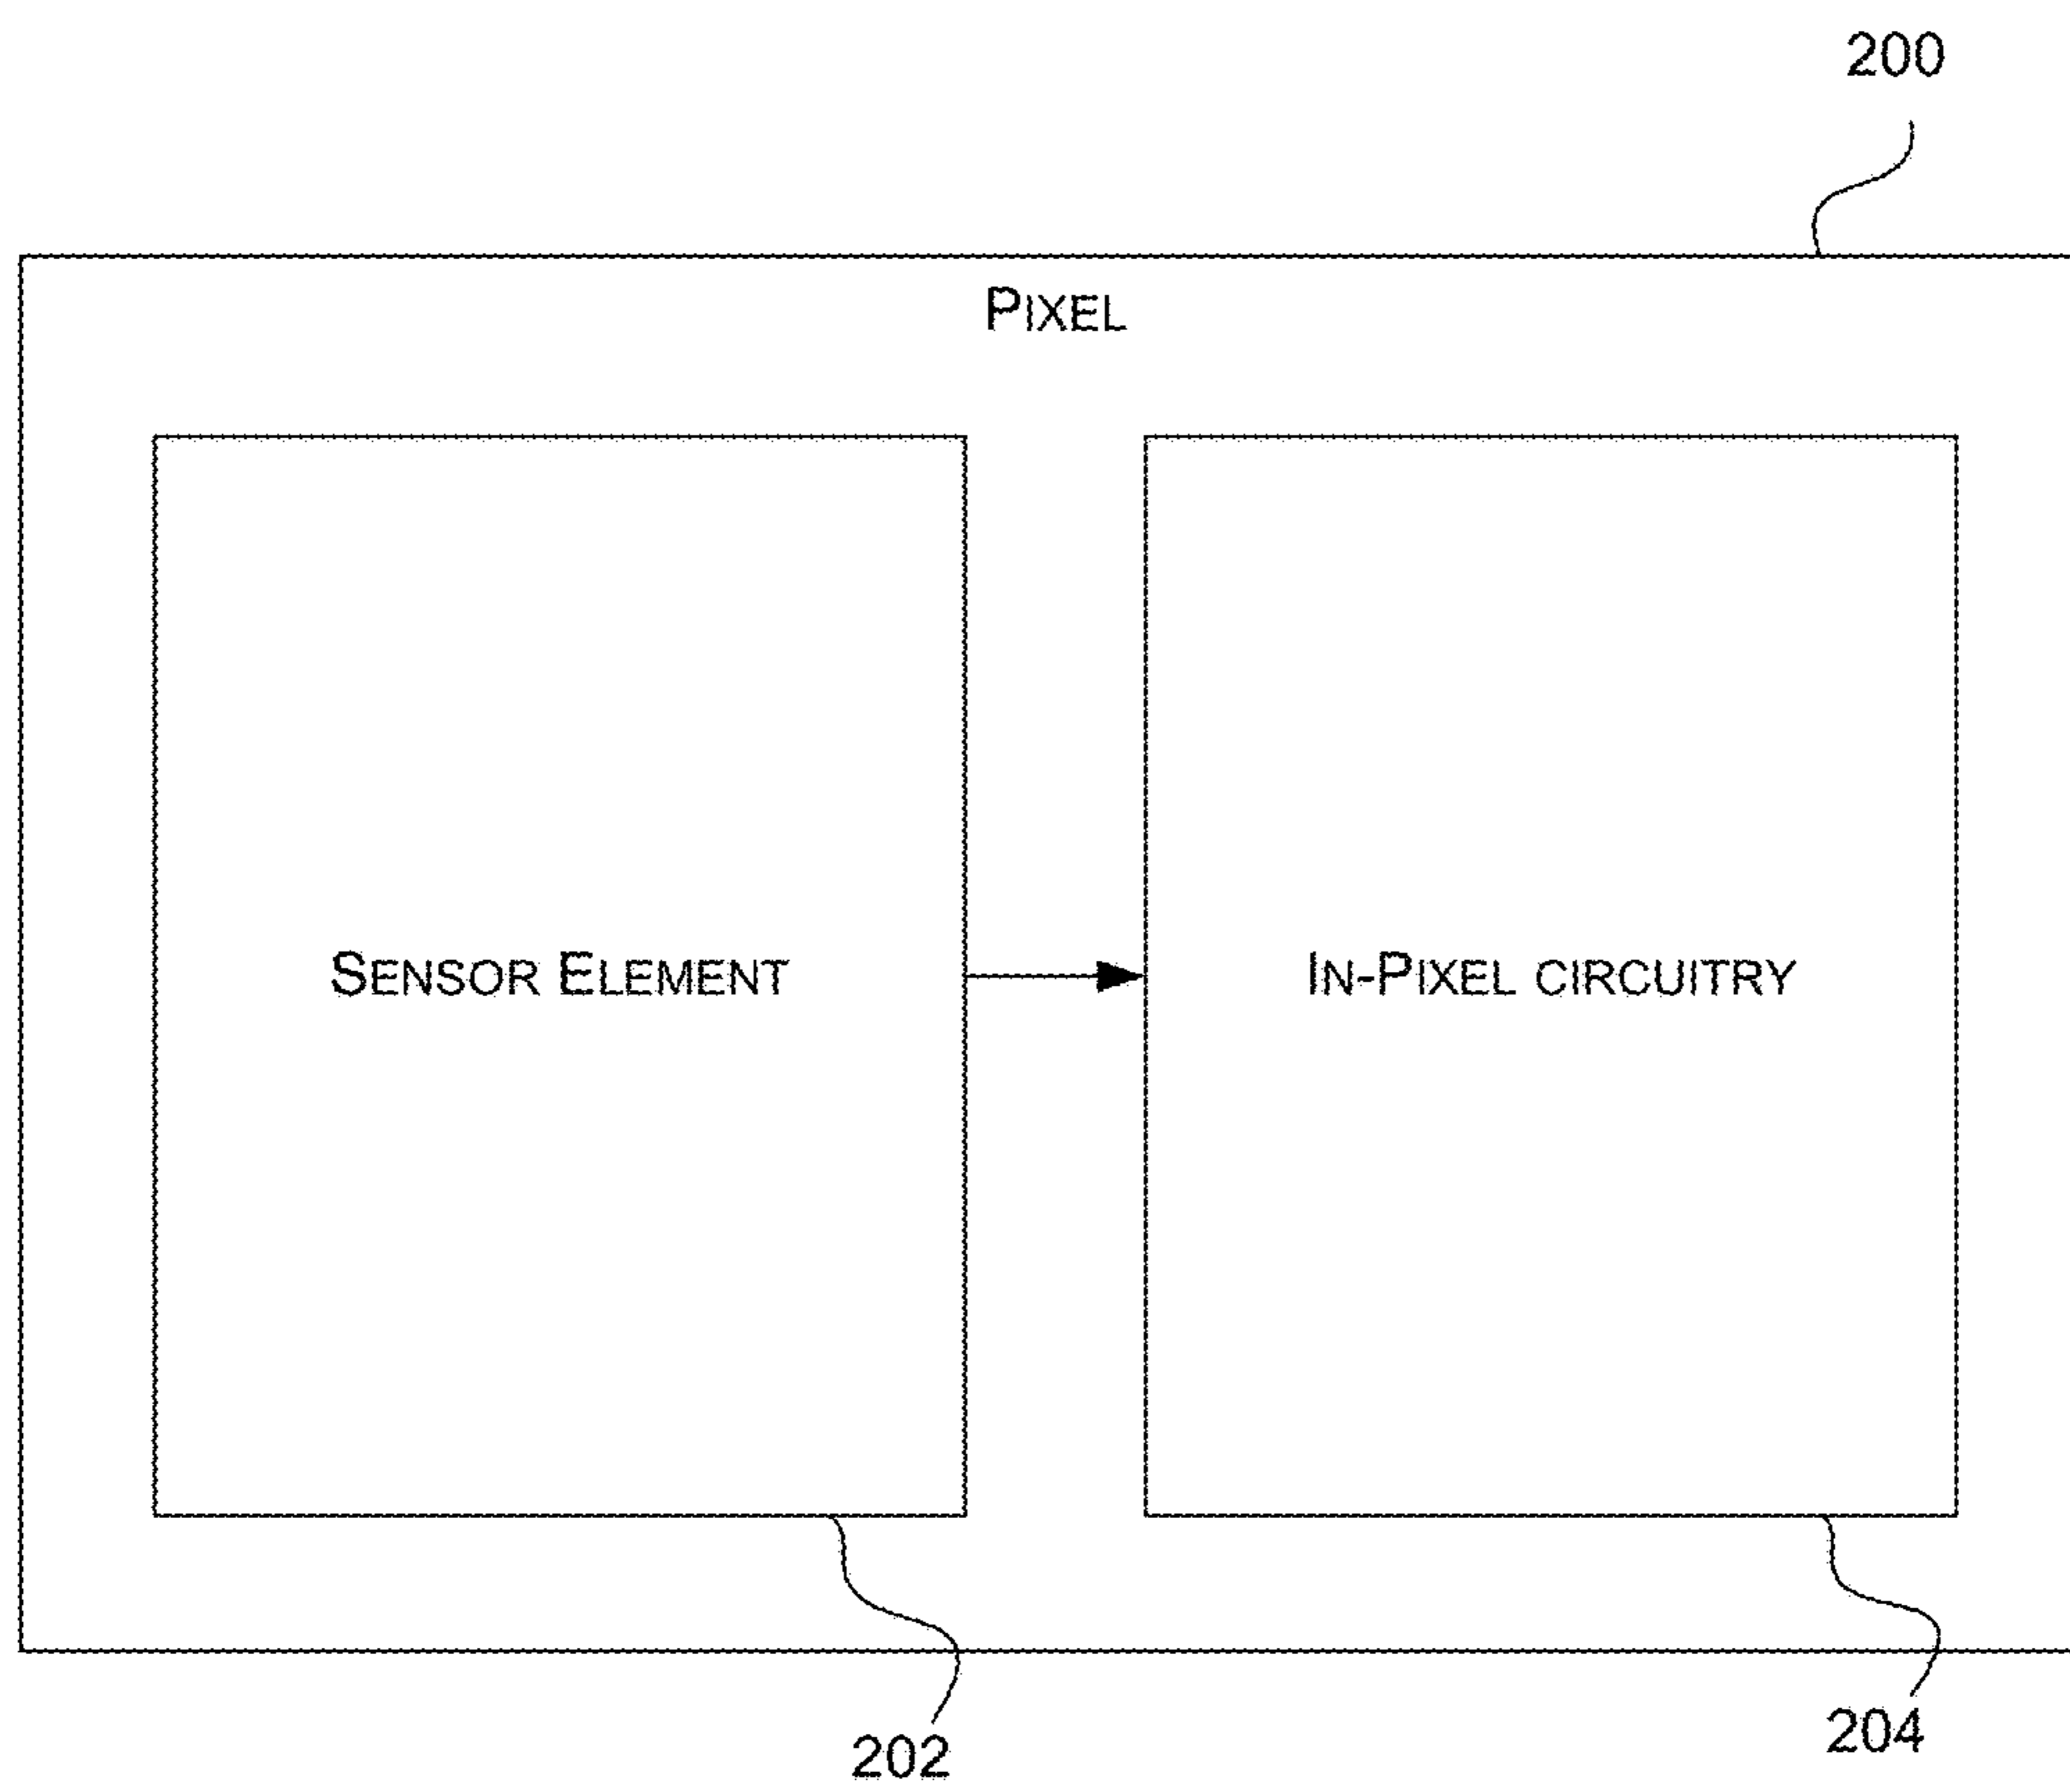 200
PIXEL
SENSOR ELEMENT
IN-PIXEL CIRCUITRY
202
204